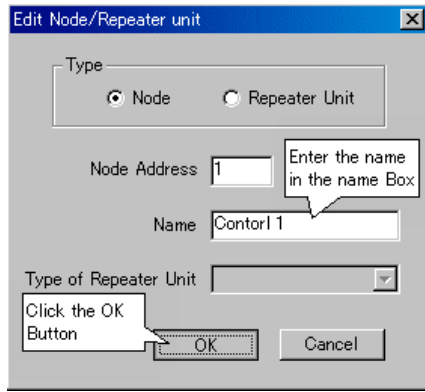 Edit Node/Repeater unit
Type
Node
Repeater Unit
Node Address 1
Enter the name
in the name Box
Name Contorl 1
Type of Repeater Unit
Click the OK
Button
OK
Cancel